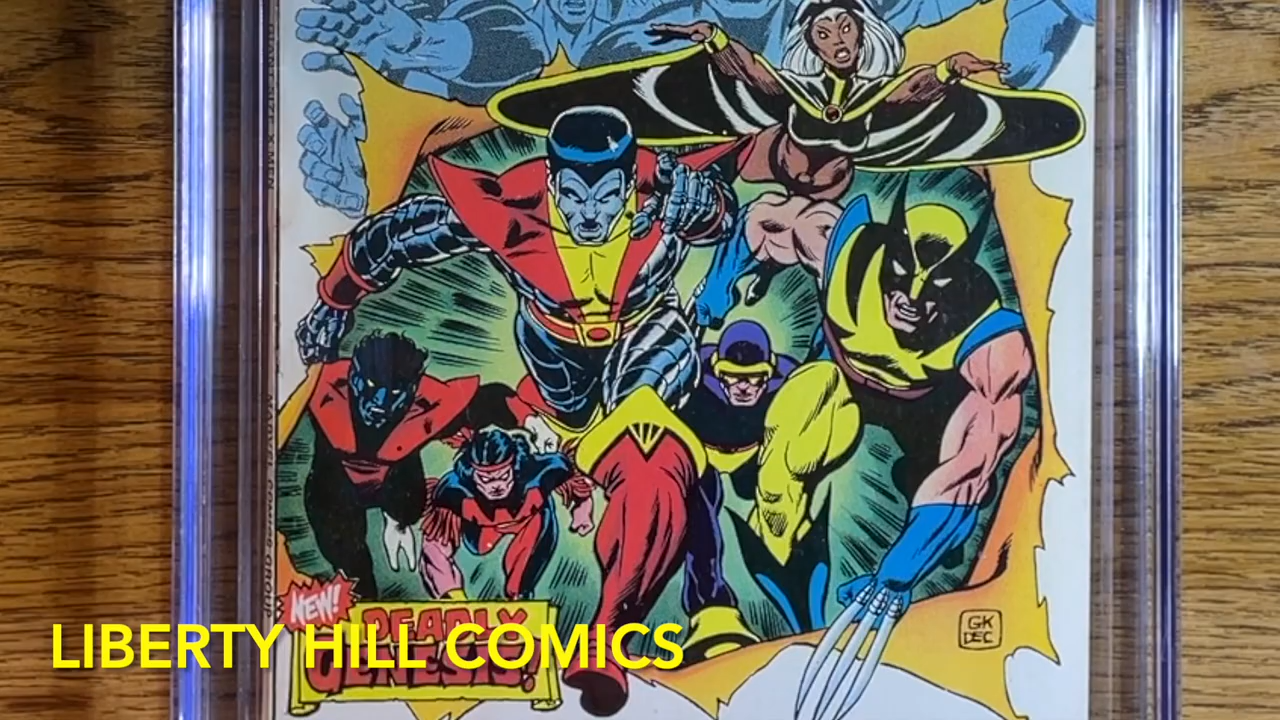 NEW!
DEADLY
GENESIS!
LIBERTY HILL COMICS
GK
DEC